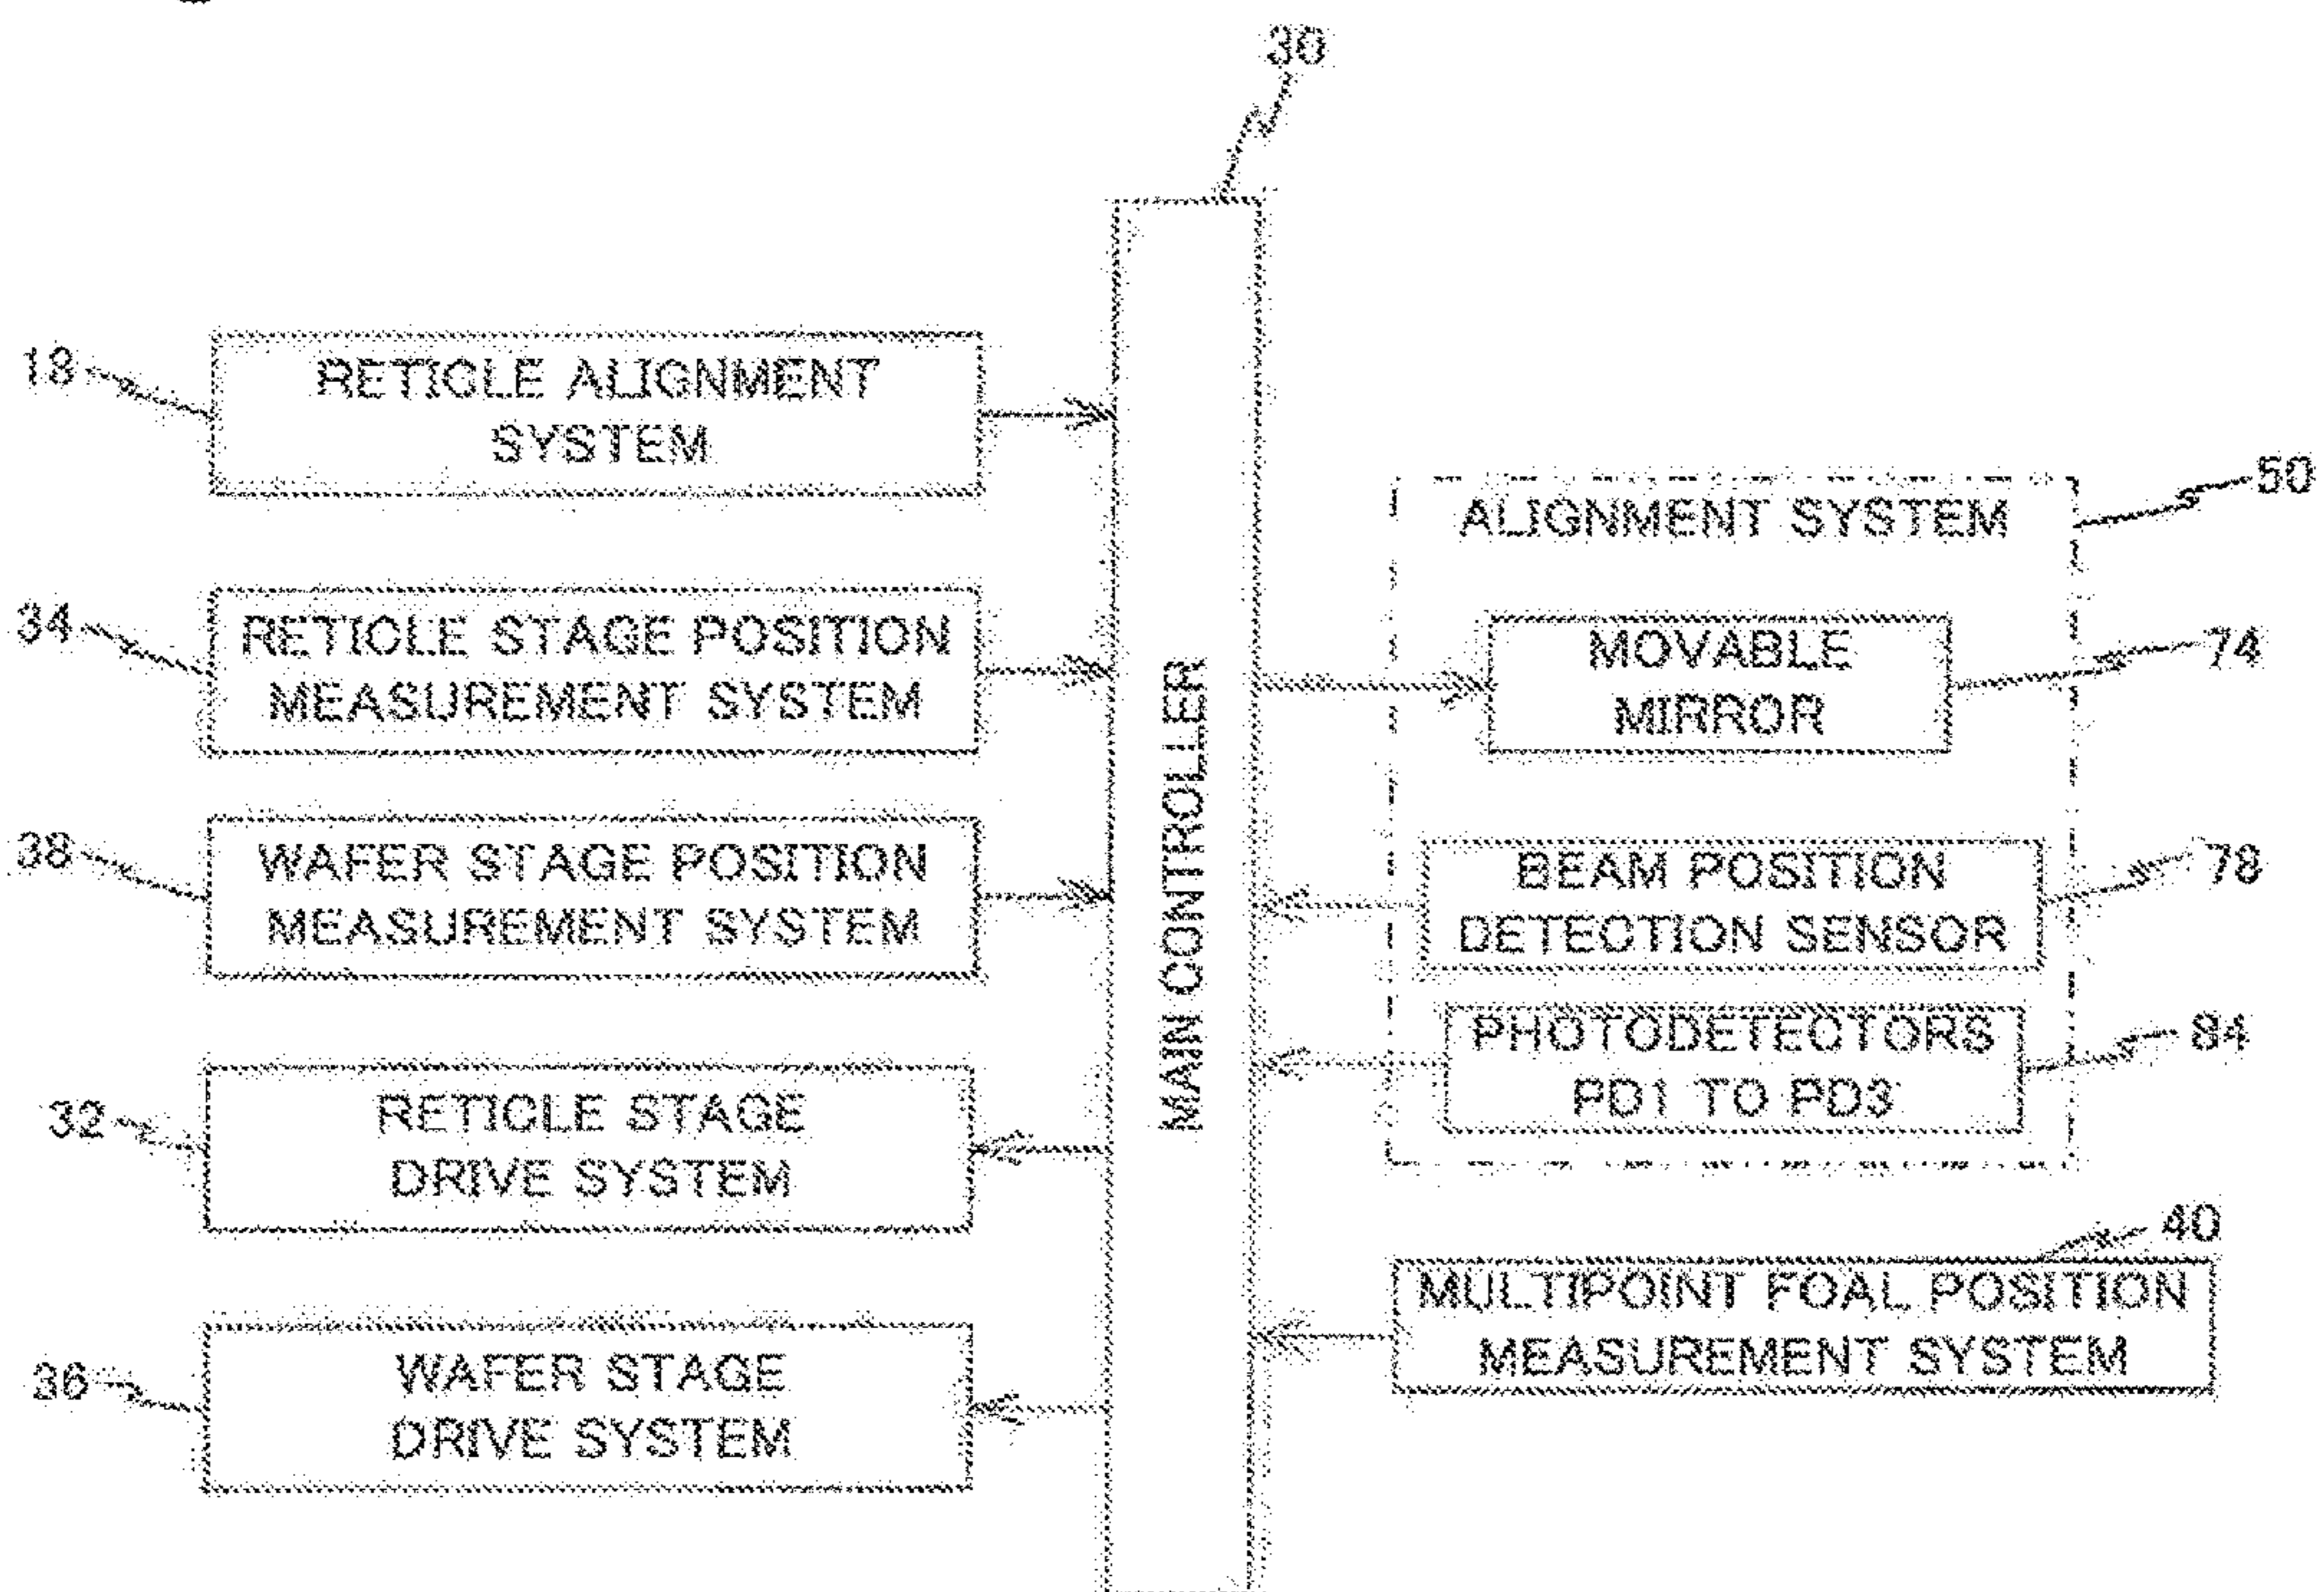 30
18
RETICLE ALIGNMENT
SYSTEM
34
RETICLE STAGE POSITION
MEASUREMENT SYSTEM
38
WAFER STAGE POSITION
MEASUREMENT SYSTEM
32
RETICLE STAGE
DRIVE SYSTEM
36
WAFER STAGE
DRIVE SYSTEM
MAIN CONTROLLER
ALIGNMENT SYSTEM
50
MOVABLE
MIRROR
74
BEAM POSITION
DETECTION SENSOR
78
PHOTODETECTORS
PD1 TO PD3
84
40
MULTIPOINT FOAL POSITION
MEASUREMENT SYSTEM